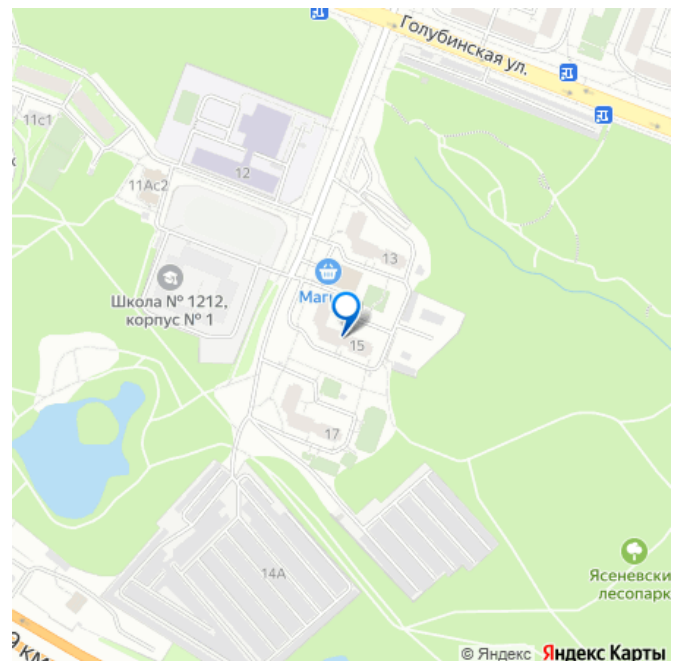 Голубинская ул.
11с1
12
11Ас2
13
Школа № 1212,
корпус № 1
15
17
14А
Ясеневски
лесопарк
© Яндекс Яндекс Карты